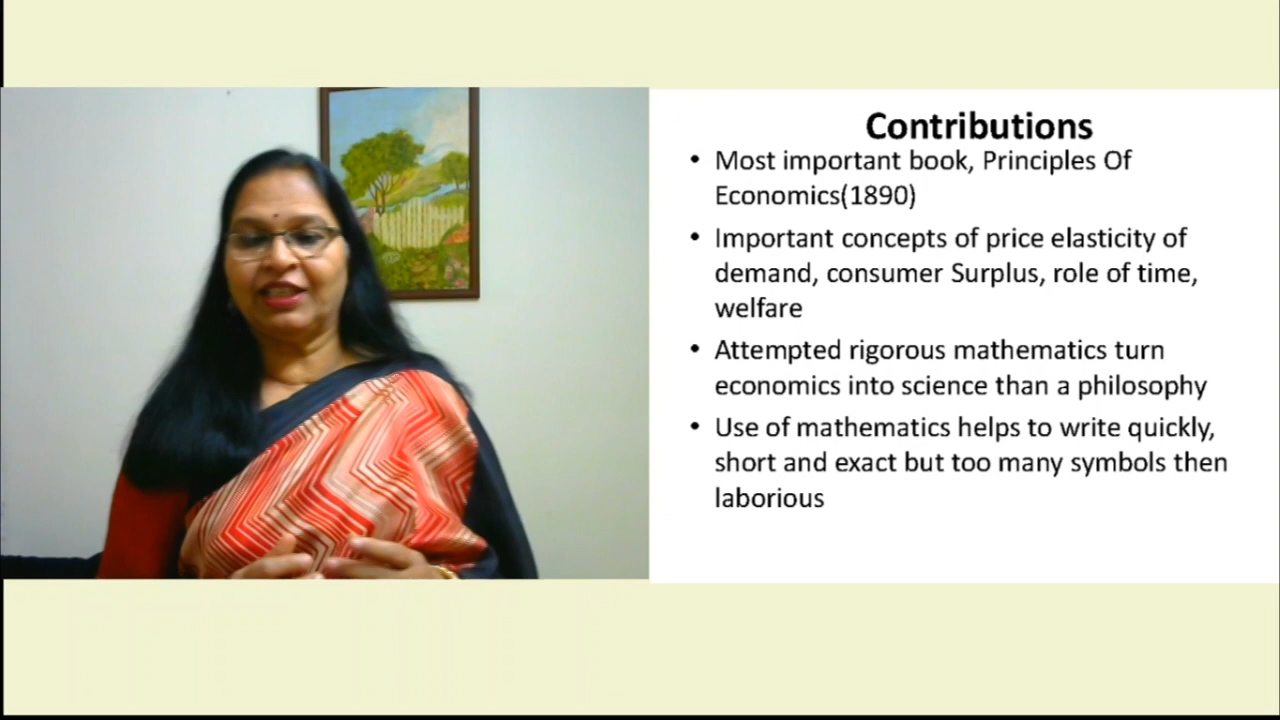 Contributions
• Most important book, Principles Of
Economics(1890)
• Important concepts of price elasticity of
demand, consumer Surplus, role of time,
welfare
• Attempted rigorous mathematics turn
economics into science than a philosophy
• Use of mathematics helps to write quickly,
short and exact but too many symbols then
laborious